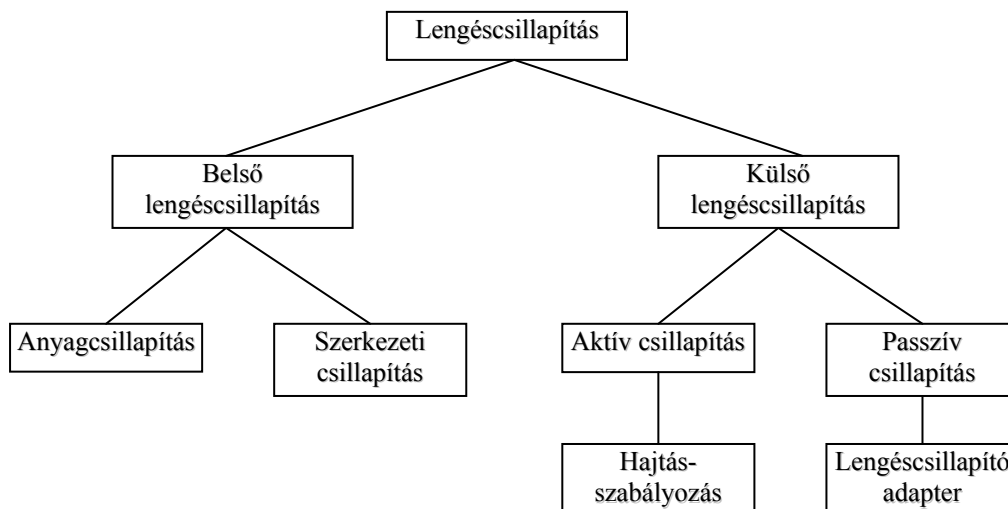 Lengéscsillapítás
Belső
lengéscsillapítás
Külső
lengéscsillapítás
Anyagcsillapítás
Szerkezeti
csillapítás
Aktív csillapítás
Passzív
csillapítás
Hajtás-
szabályozás
Lengéscsillapító
adapter